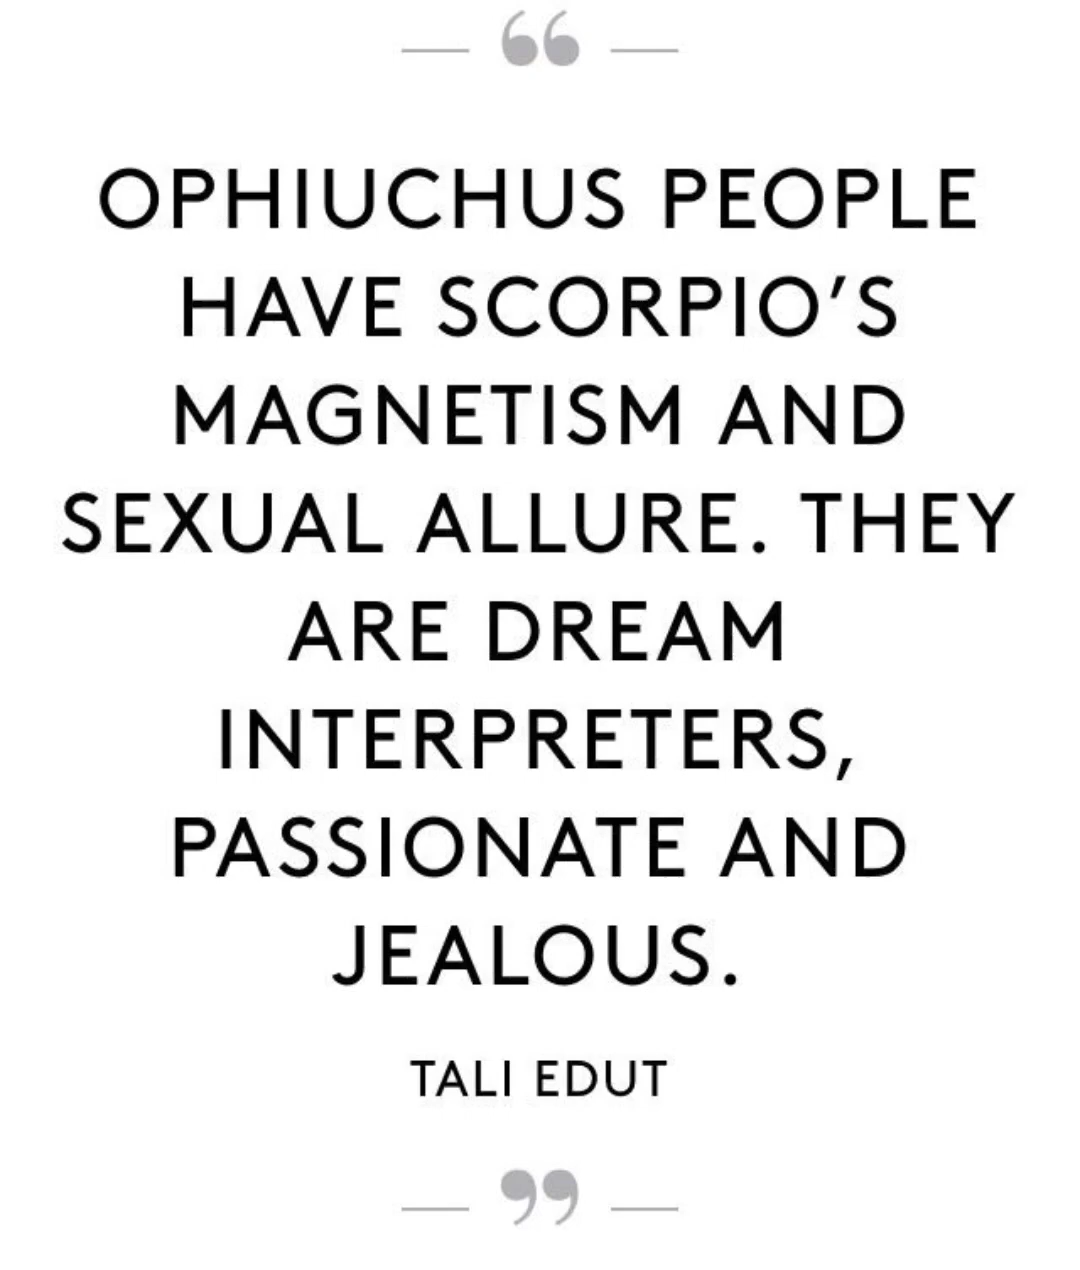 “
OPHIUCHUS PEOPLE
HAVE SCORPIO’S
MAGNETISM AND
SEXUAL ALLURE. THEY
ARE DREAM
INTERPRETERS,
PASSIONATE AND
JEALOUS.
TALI EDUT
”